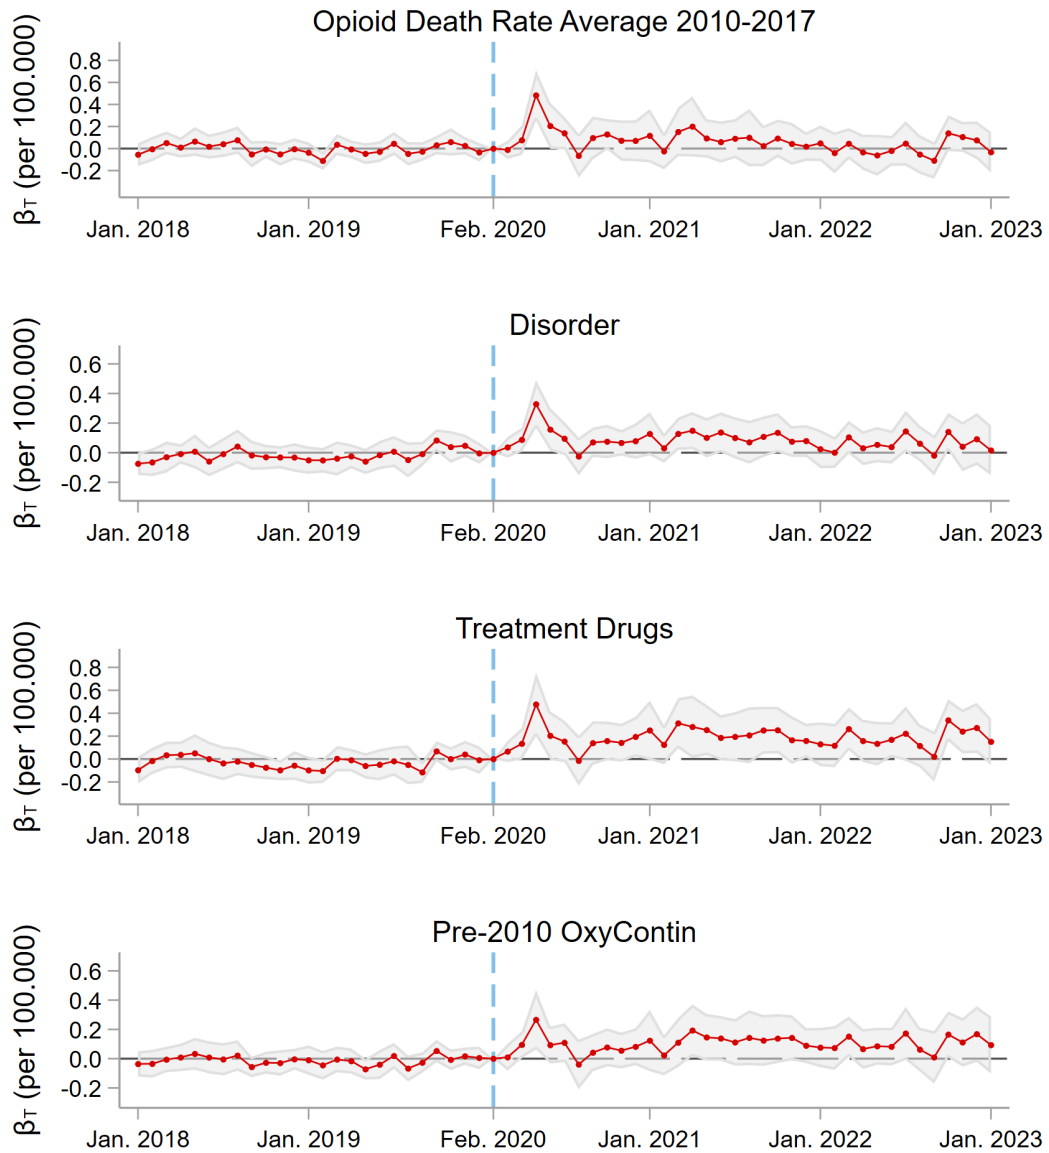 Opioid Death Rate Average 2010-2017
βT (per 100.000)
0.8
0.6
0.4
0.2
0.0
-0.2
Jan. 2018 Jan. 2019 Feb. 2020 Jan. 2021 Jan. 2022 Jan. 2023
Disorder
βT (per 100.000)
0.6
0.4
0.2
0.0
-0.2
Jan. 2018 Jan. 2019 Feb. 2020 Jan. 2021 Jan. 2022 Jan. 2023
Treatment Drugs
βT (per 100.000)
0.8
0.6
0.4
0.2
0.0
-0.2
Jan. 2018 Jan. 2019 Feb. 2020 Jan. 2021 Jan. 2022 Jan. 2023
Pre-2010 OxyContin
βT (per 100.000)
0.6
0.4
0.2
0.0
-0.2
Jan. 2018 Jan. 2019 Feb. 2020 Jan. 2021 Jan. 2022 Jan. 2023